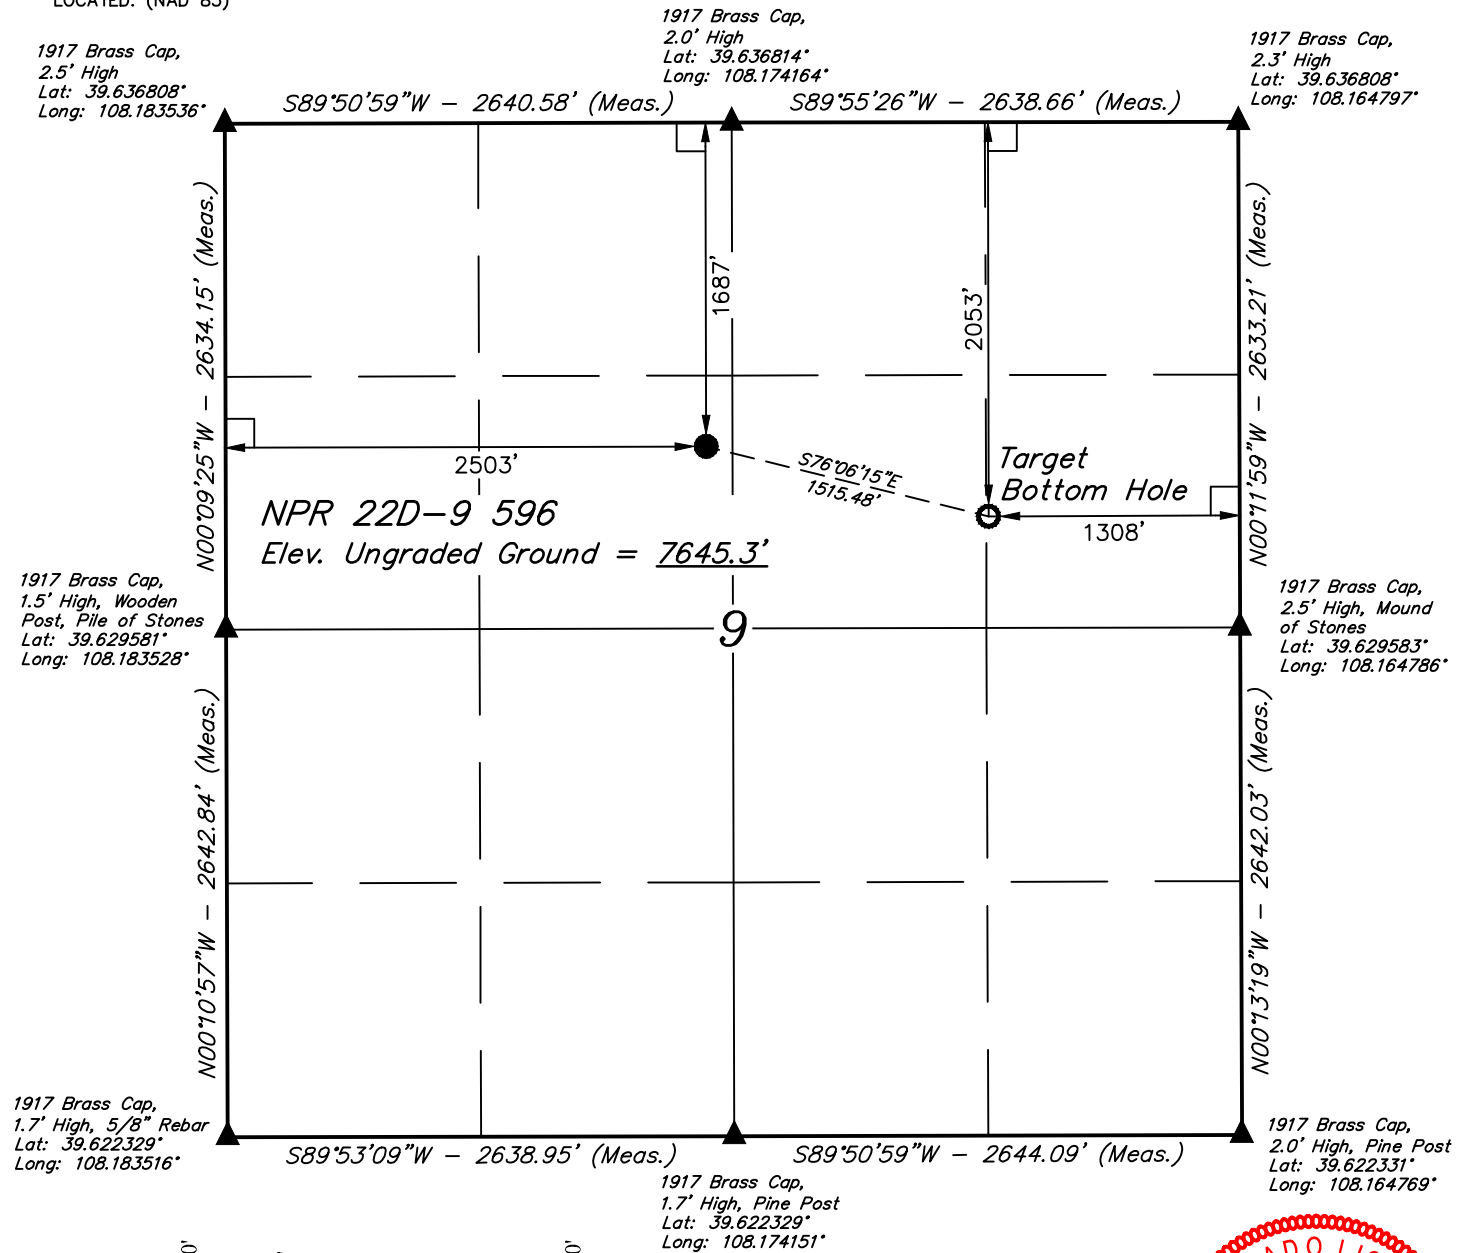 LOCATED: (NAD 83)
1917 Brass Cap,
2.0' High
Lat: 39.636814°
Long: 108.174164°
1917 Brass Cap,
2.5' High
Lat: 39.636808°
Long: 108.183536°
1917 Brass Cap,
2.3' High
Lat: 39.636808°
Long: 108.164797°
S89°50'59"W - 2640.58' (Meas.)
S89°55'26"W - 2638.66' (Meas.)
N00°09'25"W - 2634.15' (Meas.)
1687'
2053'
N00°11'59"W - 2633.21' (Meas.)
2503'
S76°06'15"E
1515.48'
Target
Bottom Hole
1308'
NPR 22D-9 596
Elev. Ungraded Ground = 7645.3'
1917 Brass Cap,
1.5' High, Wooden
Post, Pile of Stones
Lat: 39.629581°
Long: 108.183528°
9
1917 Brass Cap,
2.5' High, Mound
of Stones
Lat: 39.629583°
Long: 108.164786°
N00°10'57"W - 2642.84' (Meas.)
N00°13'19"W - 2642.03' (Meas.)
1917 Brass Cap,
1.7' High, 5/8" Rebar
Lat: 39.622329°
Long: 108.183516°
S89°53'09"W - 2638.95' (Meas.)
S89°50'59"W - 2644.09' (Meas.)
1917 Brass Cap,
2.0' High, Pine Post
Lat: 39.622331°
Long: 108.164769°
1917 Brass Cap,
1.7' High, Pine Post
Lat: 39.622329°
Long: 108.174151°